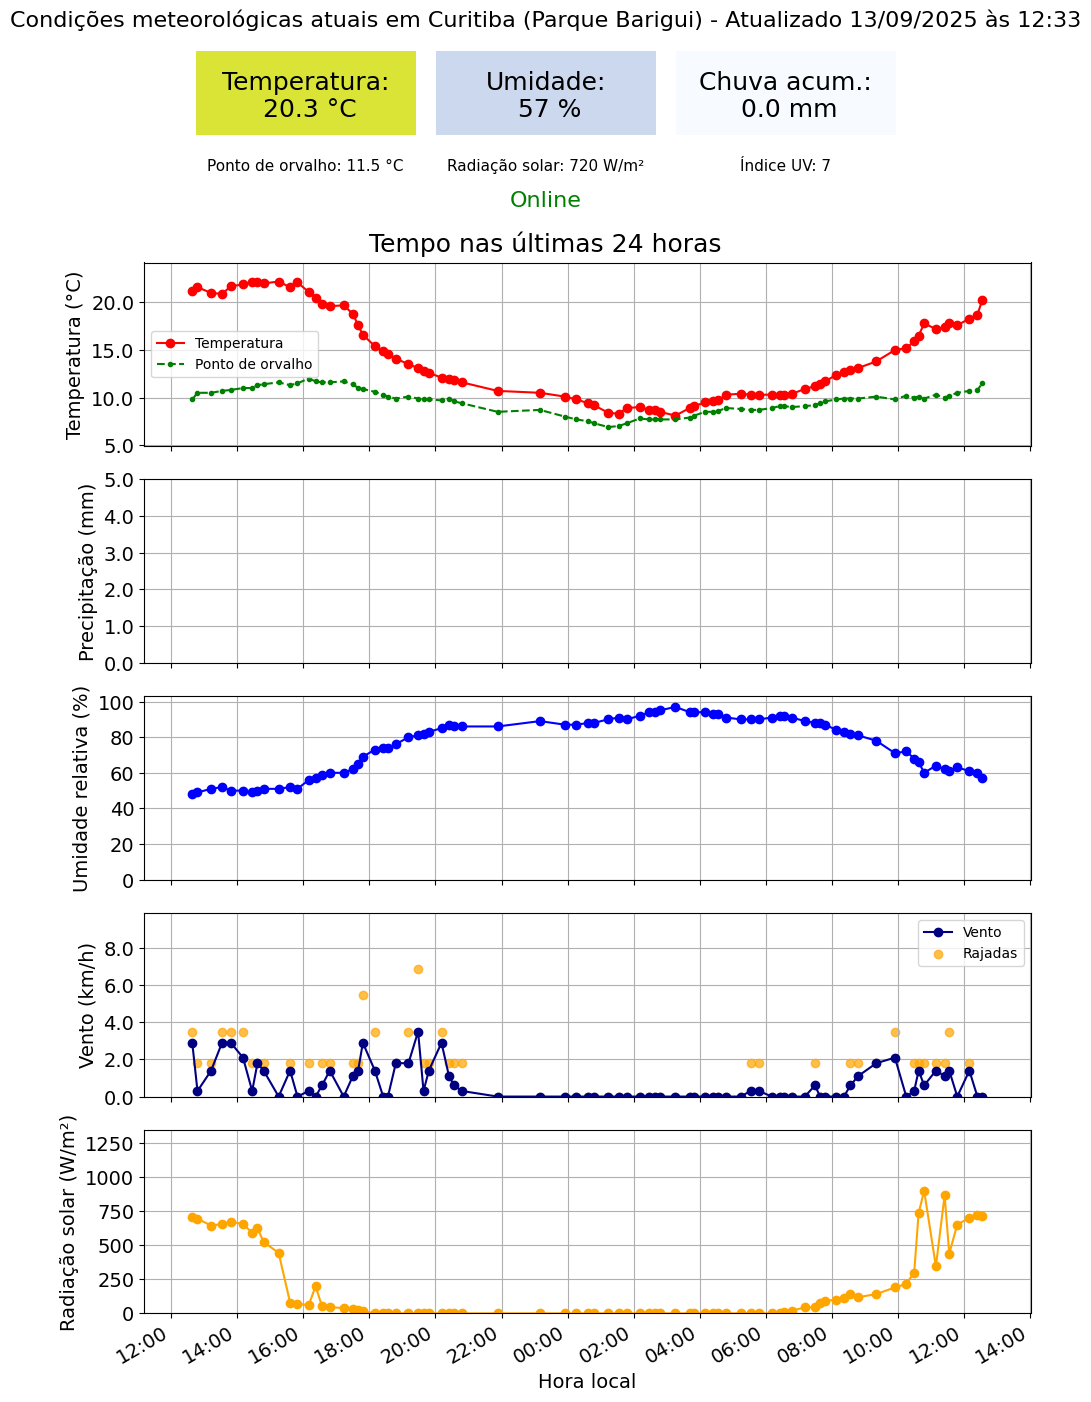 Condições meteorológicas atuais em Curitiba (Parque Barigui) - Atualizado 13/09/2025 às 12:33
Temperatura:
20.3 °C
Umidade:
57 %
Chuva acum.:
0.0 mm
Ponto de orvalho: 11.5 °C
Radiação solar: 720 W/m²
Índice UV: 7
Online
Tempo nas últimas 24 horas
Temperatura (°C)
20.0
15.0
10.0
5.0
Temperatura
Ponto de orvalho
Precipitação (mm)
5.0
4.0
3.0
2.0
1.0
0.0
Umidade relativa (%)
100
80
60
40
20
0
Vento (km/h)
8.0
6.0
4.0
2.0
0.0
Vento
Rajadas
Radiação solar (W/m²)
1250
1000
750
500
250
0
12:00
14:00
16:00
18:00
20:00
22:00
00:00
02:00
04:00
06:00
08:00
10:00
12:00
14:00
Hora local